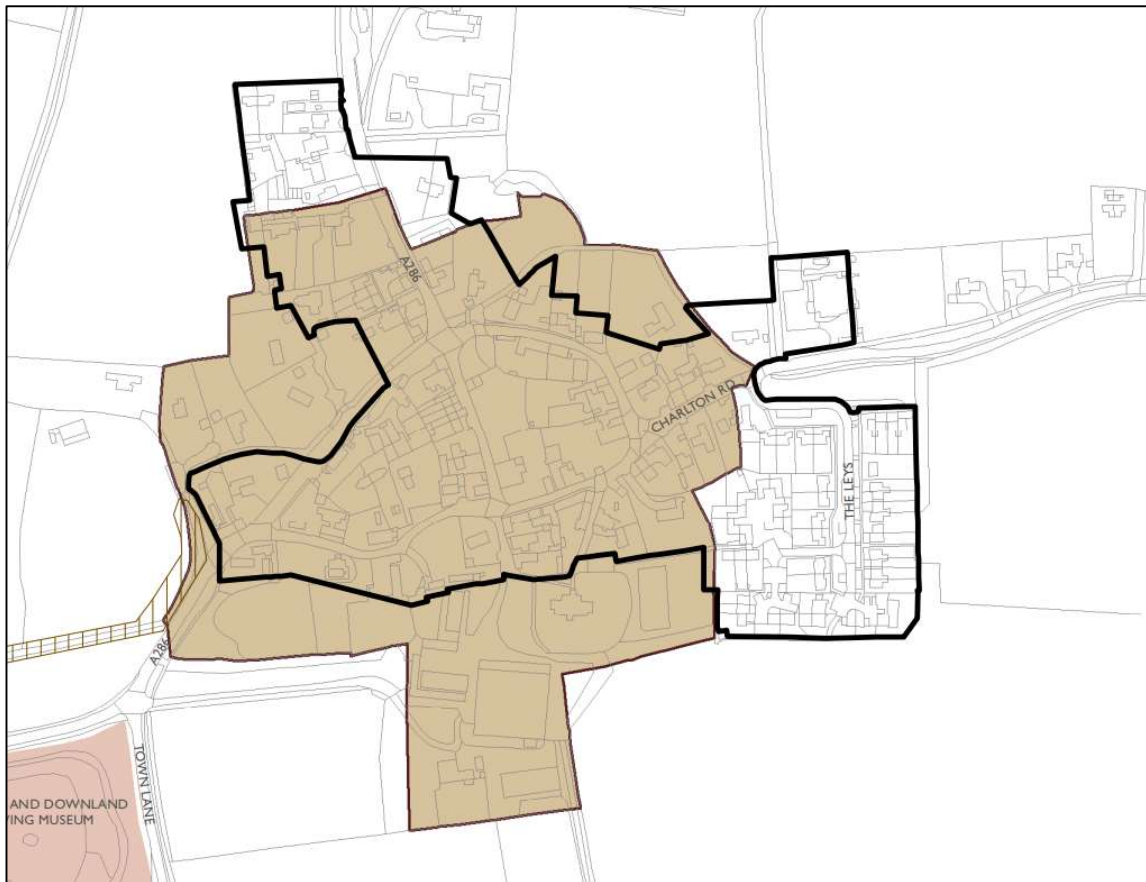 A286
CHARLTON RD
THE LEYS
A286
TOWN LANE
AND DOWNLAND
VING MUSEUM